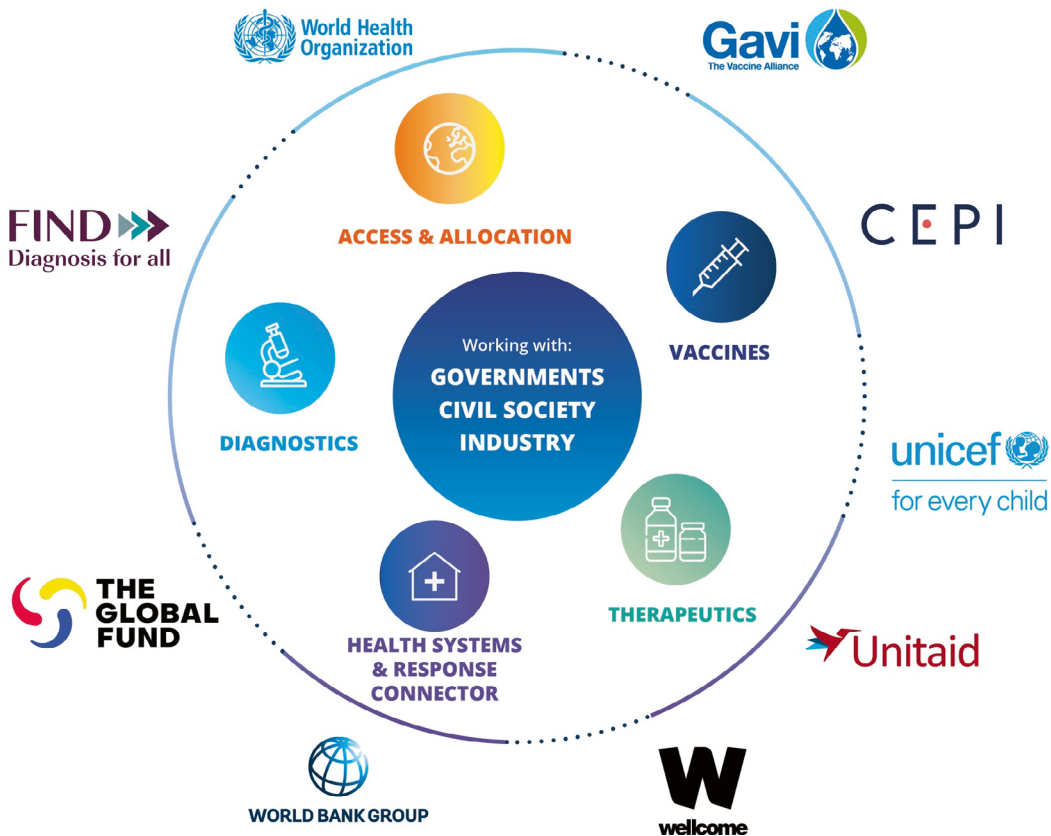 World Health
Organization
Gavi
The Vaccine Alliance
FIND
Diagnosis for all
ACCESS & ALLOCATION
CEPI
VACCINES
Working with:
GOVERNMENTS
CIVIL SOCIETY
INDUSTRY
DIAGNOSTICS
unicef
for every child
THE
GLOBAL
FUND
THERAPEUTICS
HEALTH SYSTEMS
& RESPONSE
CONNECTOR
Unitaid
WORLD BANK GROUP
W
wellcome